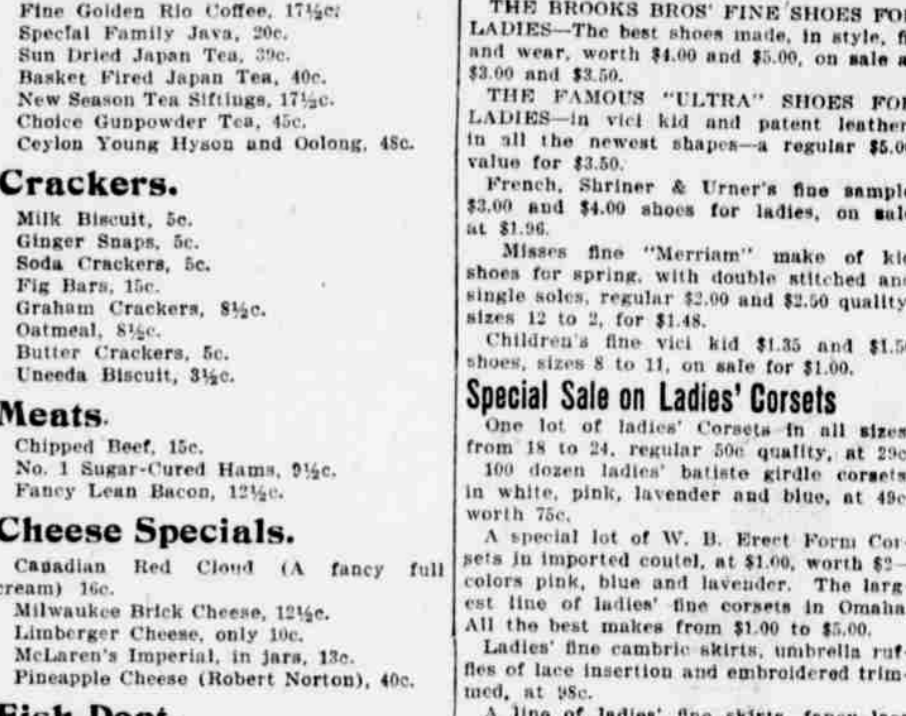 Fine Golden Rio Coffee, 17½c.
Special Family Java, 20c.
Sun Dried Japan Tea, 39c.
Basket Fired Japan Tea, 40c.
New Season Tea Siftings, 17½c.
Choice Gunpowder Tea, 45c.
Ceylon Young Hyson and Oolong, 48c.
Crackers.
Milk Biscuit, 5c.
Ginger Snaps, 5c.
Soda Crackers, 5c.
Fig Bars, 15c.
Graham Crackers, 8½c.
Oatmeal, 8½c.
Butter Crackers, 5c.
Uneeda Biscuit, 3½c.
Meats.
Chipped Beef, 15c.
No. 1 Sugar-Cured Hams, 9½c.
Fancy Lean Bacon, 12½c.
Cheese Specials.
Canadian Red Cloud (A fancy full
cream) 16c.
Milwaukee Brick Cheese, 12½c.
Limberger Cheese, only 10c.
McLaren's Imperial, in jars, 13c.
Pineapple Cheese (Robert Norton), 40c.
Fish Dept.
THE BROOKS BROS' FINE SHOES FOR
LADIES—The best shoes made, in style, fi
and wear, worth $4.00 and $5.00, on sale a
$3.00 and $3.50.
THE FAMOUS "ULTRA" SHOES FOR
LADIES—in vici kid and patent leather
in all the newest shapes—a regular $5.00
value for $3.50.
French, Shriner & Urner's fine sample
$3.00 and $4.00 shoes for ladies, on sale
at $1.96.
Misses fine "Merriam" make of kid
shoes for spring, with double stitched and
single soles, regular $2.00 and $2.50 quality
sizes 12 to 2, for $1.48.
Children's fine vici kid $1.35 and $1.50
shoes, sizes 8 to 11, on sale for $1.00.
Special Sale on Ladies' Corsets
One lot of ladies' Corsets in all sizes
from 18 to 24, regular 50c quality, at 29c
100 dozen ladies' batiste girdle corsets
in white, pink, lavender and blue, at 49c
worth 75c.
A special lot of W. B. Erect Form Cor-
sets in imported coutel, at $1.00, worth $2—
colors pink, blue and lavender. The larg-
est line of ladies' fine corsets in Omaha
All the best makes from $1.00 to $5.00.
Ladies' fine cambric skirts, umbrella ruf-
fles of lace insertion and embroidered trim-
med, at 98c.
A line of ladies' fine skirts, fancy lace